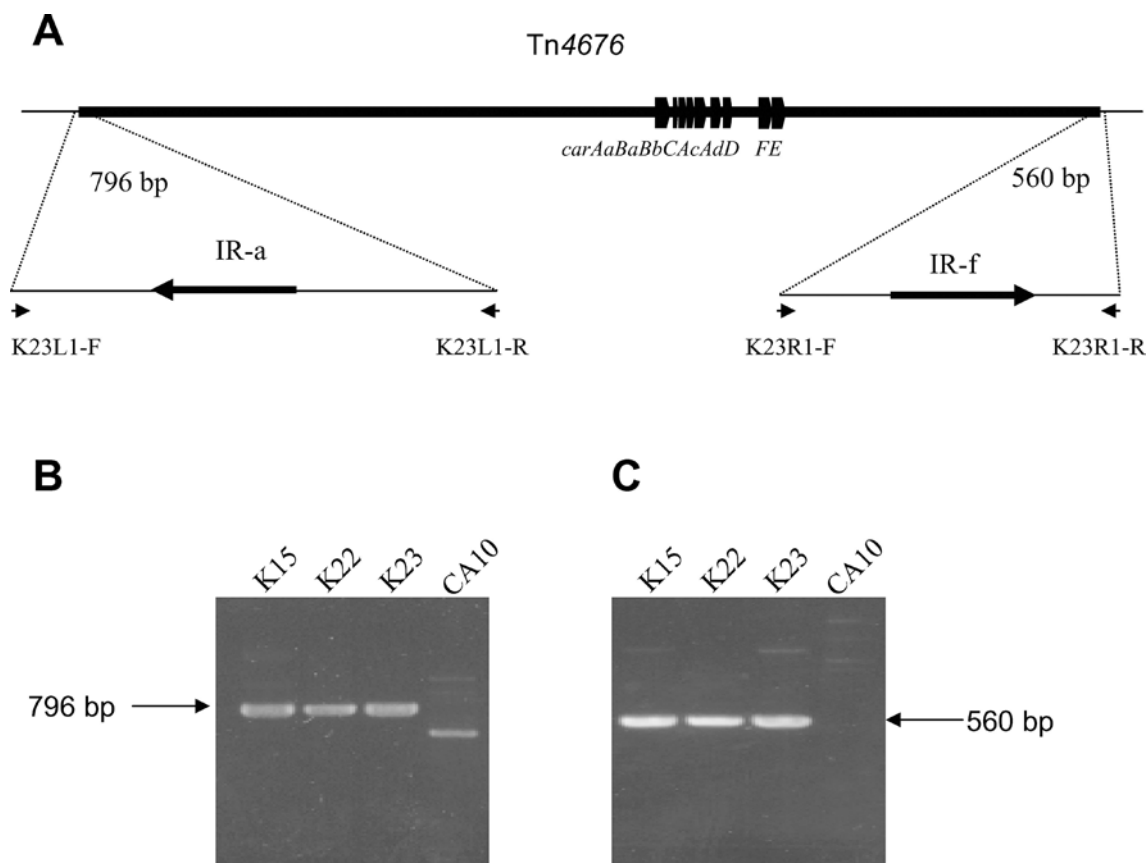 A
Tn4676
carAaBaBbCAcAdD FE
796 bp
560 bp
IR-a
IR-f
K23L1-F
K23L1-R
K23R1-F
K23R1-R
B
C
K15
K22
K23
CA10
K15
K22
K23
CA10
796 bp
560 bp